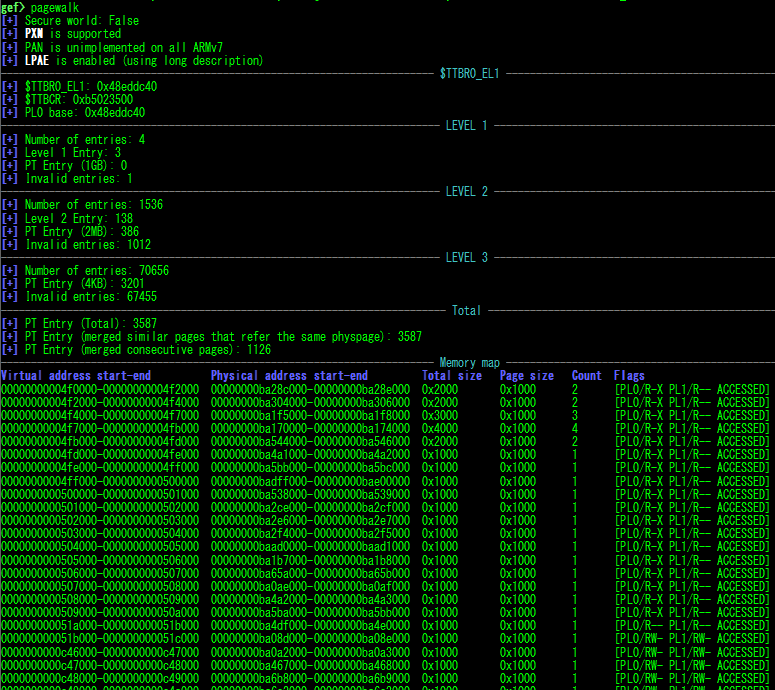 gef> pagewalk
[+] Secure world: False
[+] PXN is supported
[+] PAN is unimplemented on all ARMv7
[+] LPAE is enabled (using long description)
$TTBR0_EL1
[+] $TTBR0_EL1: 0x48eddc40
[+] $TTBCR: 0xb5023500
[+] PL0 base: 0x48eddc40
LEVEL 1
[+] Number of entries: 4
[+] Level 1 Entry: 3
[+] PT Entry (1GB): 0
[+] Invalid entries: 1
LEVEL 2
[+] Number of entries: 1536
[+] Level 2 Entry: 138
[+] PT Entry (2MB): 386
[+] Invalid entries: 1012
LEVEL 3
[+] Number of entries: 70656
[+] PT Entry (4KB): 3201
[+] Invalid entries: 67455
Total
[+] PT Entry (Total): 3587
[+] PT Entry (merged similar pages that refer the same physpage): 3587
[+] PT Entry (merged consecutive pages): 1126
Memory map
Virtual address start-end Physical address start-end Total size Page size Count Flags
00000000004f0000-00000000004f2000 00000000ba28c000-00000000ba28e000 0x2000 0x1000 2 [PL0/R-X PL1/R-- ACCESSED]
00000000004f2000-00000000004f4000 00000000ba304000-00000000ba306000 0x2000 0x1000 2 [PL0/R-X PL1/R-- ACCESSED]
00000000004f4000-00000000004f7000 00000000ba1f5000-00000000ba1f8000 0x3000 0x1000 3 [PL0/R-X PL1/R-- ACCESSED]
00000000004f7000-00000000004fb000 00000000ba170000-00000000ba174000 0x4000 0x1000 4 [PL0/R-X PL1/R-- ACCESSED]
00000000004fb000-00000000004fd000 00000000ba544000-00000000ba546000 0x2000 0x1000 2 [PL0/R-X PL1/R-- ACCESSED]
00000000004fd000-00000000004fe000 00000000ba4a1000-00000000ba4a2000 0x1000 0x1000 1 [PL0/R-X PL1/R-- ACCESSED]
00000000004fe000-00000000004ff000 00000000ba5bb000-00000000ba5bc000 0x1000 0x1000 1 [PL0/R-X PL1/R-- ACCESSED]
00000000004ff000-0000000000500000 00000000badff000-00000000bae00000 0x1000 0x1000 1 [PL0/R-X PL1/R-- ACCESSED]
0000000000500000-0000000000501000 00000000ba538000-00000000ba539000 0x1000 0x1000 1 [PL0/R-X PL1/R-- ACCESSED]
0000000000501000-0000000000502000 00000000ba2ce000-00000000ba2cf000 0x1000 0x1000 1 [PL0/R-X PL1/R-- ACCESSED]
0000000000502000-0000000000503000 00000000ba2e6000-00000000ba2e7000 0x1000 0x1000 1 [PL0/R-X PL1/R-- ACCESSED]
0000000000503000-0000000000504000 00000000ba2f4000-00000000ba2f5000 0x1000 0x1000 1 [PL0/R-X PL1/R-- ACCESSED]
0000000000504000-0000000000505000 00000000baad0000-00000000baad1000 0x1000 0x1000 1 [PL0/R-X PL1/R-- ACCESSED]
0000000000505000-0000000000506000 00000000ba1b7000-00000000ba1b8000 0x1000 0x1000 1 [PL0/R-X PL1/R-- ACCESSED]
0000000000506000-0000000000507000 00000000ba65a000-00000000ba65b000 0x1000 0x1000 1 [PL0/R-X PL1/R-- ACCESSED]
0000000000507000-0000000000508000 00000000ba0ae000-00000000ba0af000 0x1000 0x1000 1 [PL0/R-X PL1/R-- ACCESSED]
0000000000508000-0000000000509000 00000000ba4a2000-00000000ba4a3000 0x1000 0x1000 1 [PL0/R-X PL1/R-- ACCESSED]
0000000000509000-000000000050a000 00000000ba5ba000-00000000ba5bb000 0x1000 0x1000 1 [PL0/R-X PL1/R-- ACCESSED]
000000000051a000-000000000051b000 00000000ba4df000-00000000ba4e0000 0x1000 0x1000 1 [PL0/R-- PL1/R-- ACCESSED]
000000000051b000-000000000051c000 00000000ba08d000-00000000ba08e000 0x1000 0x1000 1 [PL0/RW- PL1/RW- ACCESSED]
0000000000c46000-0000000000c47000 00000000ba0a2000-00000000ba0a3000 0x1000 0x1000 1 [PL0/RW- PL1/RW- ACCESSED]
0000000000c47000-0000000000c48000 00000000ba467000-00000000ba468000 0x1000 0x1000 1 [PL0/RW- PL1/RW- ACCESSED]
0000000000c48000-0000000000c49000 00000000ba6b8000-00000000ba6b9000 0x1000 0x1000 1 [PL0/RW- PL1/RW- ACCESSED]